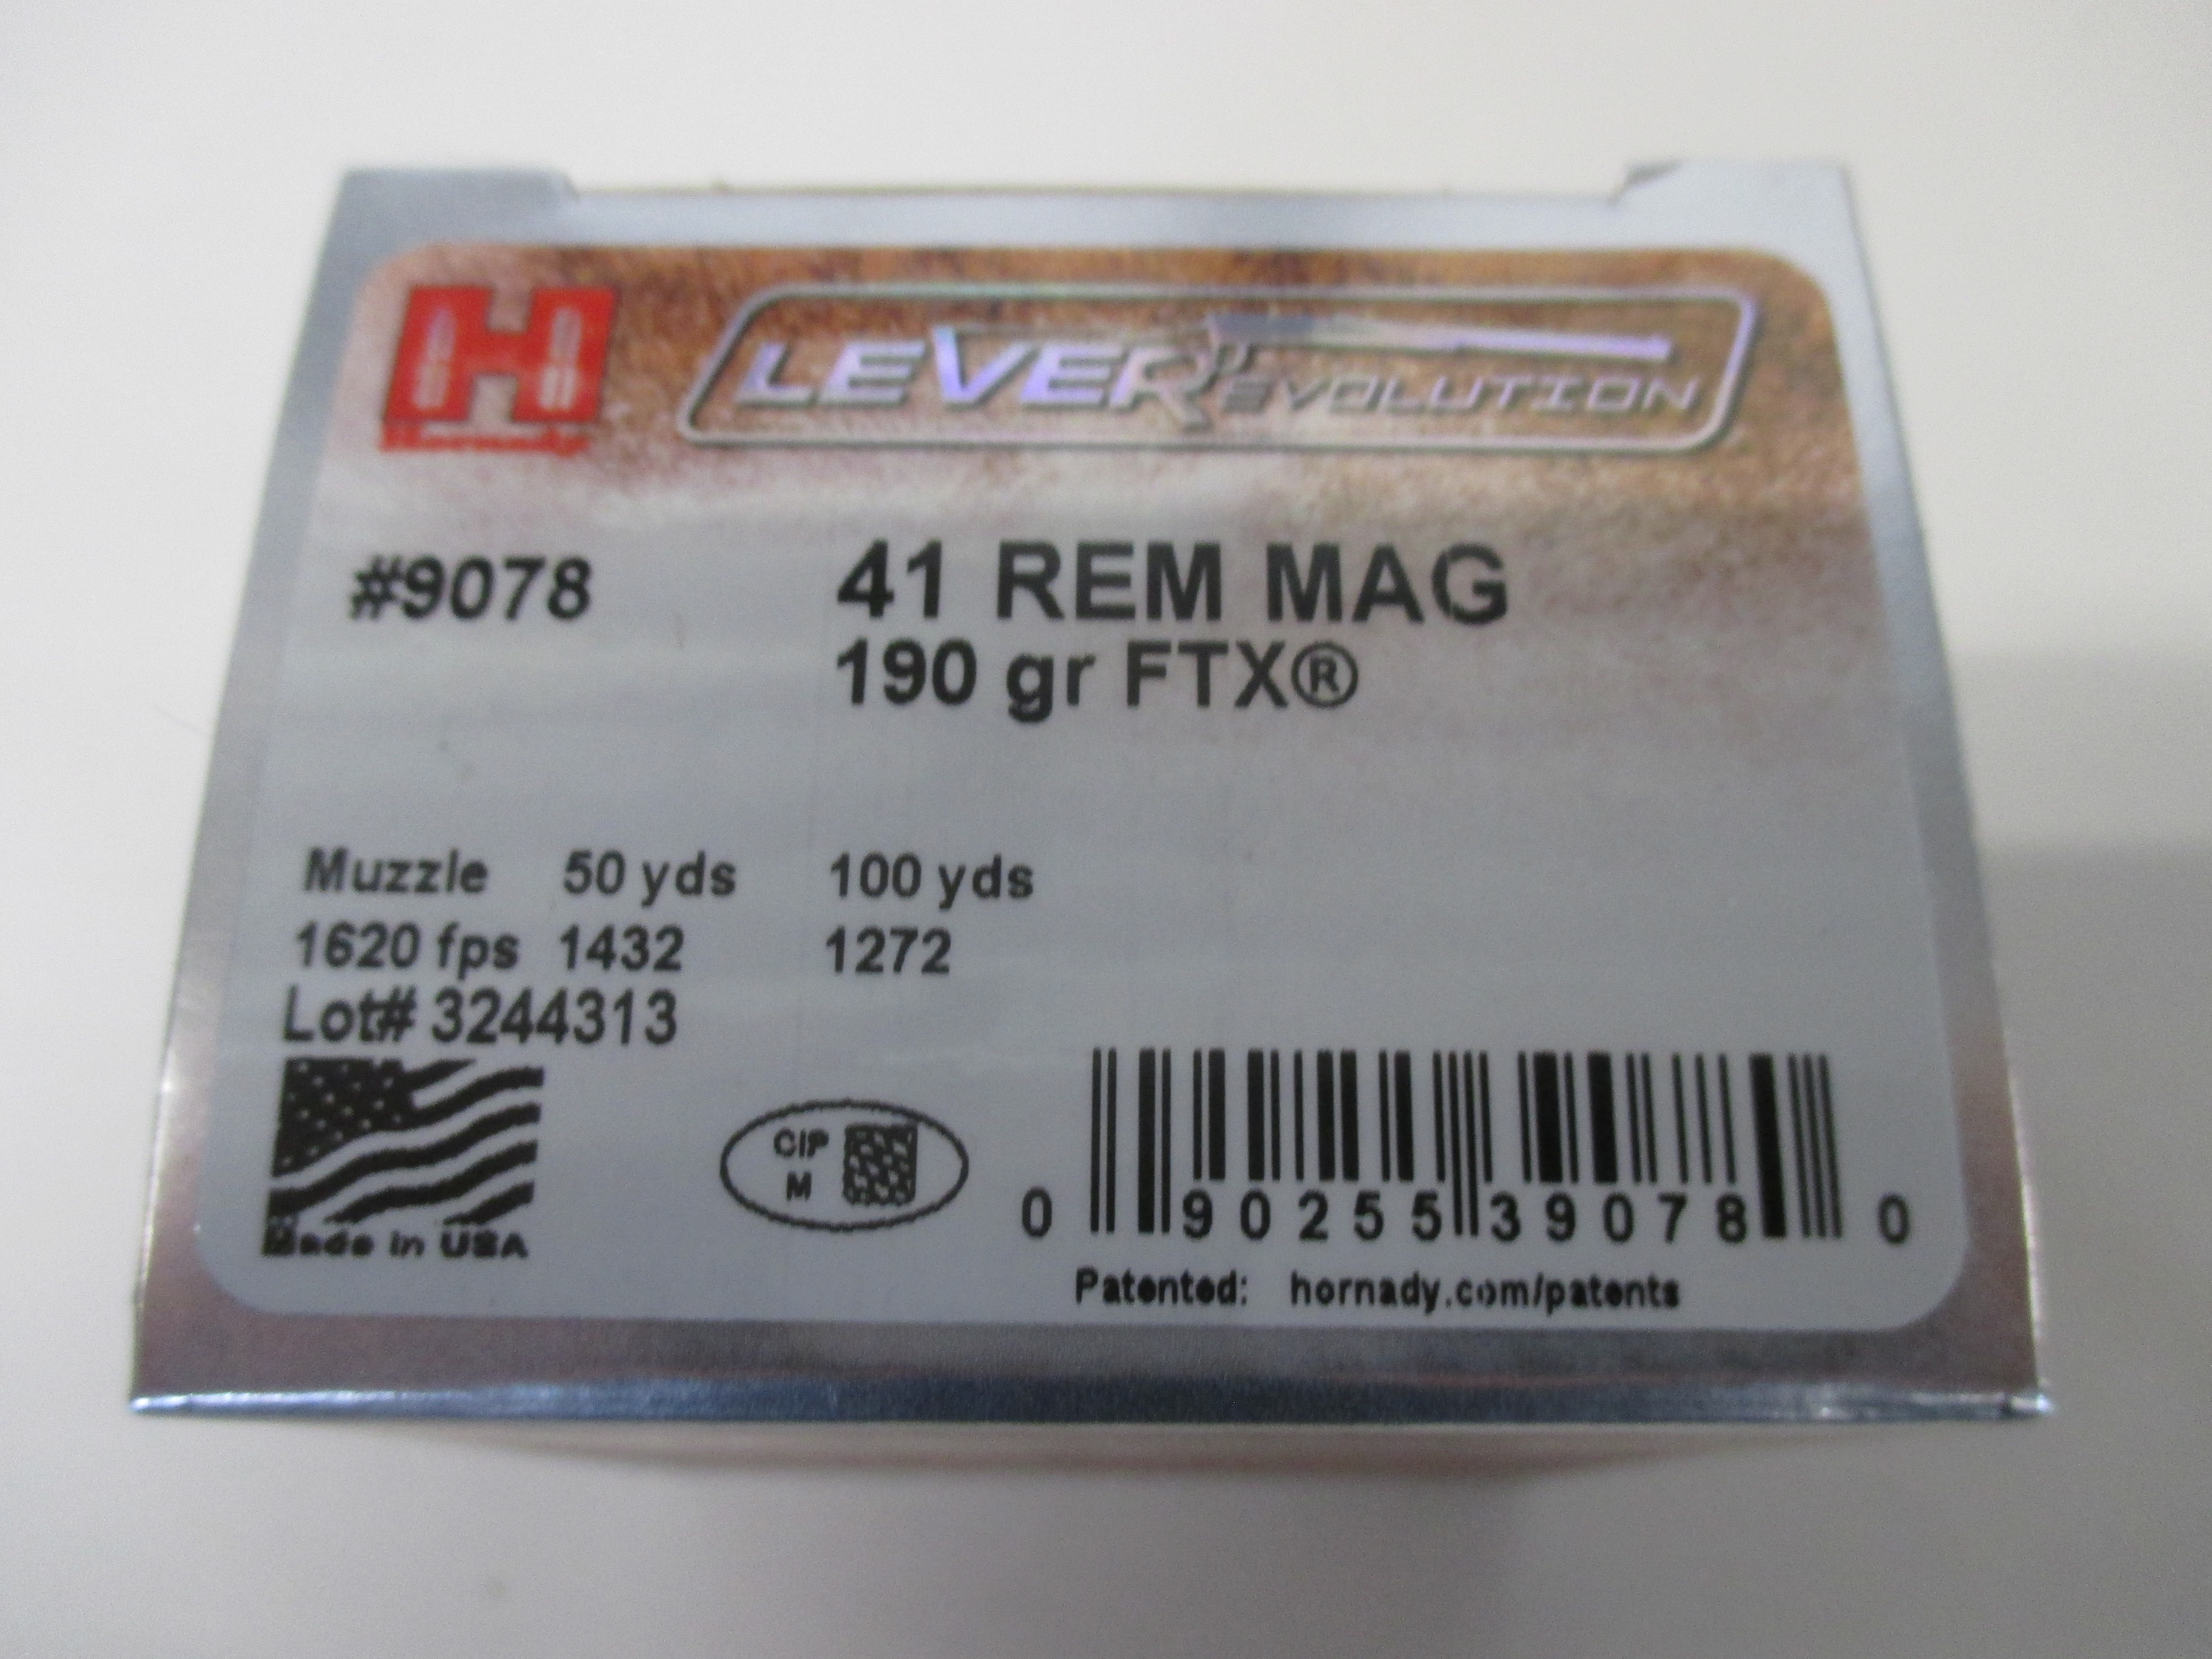 H
Hornady
LEVERevolution
#9078 41 REM MAG
190 gr FTX®
Muzzle 50 yds 100 yds
1620 fps 1432 1272
Lot# 3244313
CIP
M
Made in USA
0 90255 39078 0
Patented: hornady.com/patents